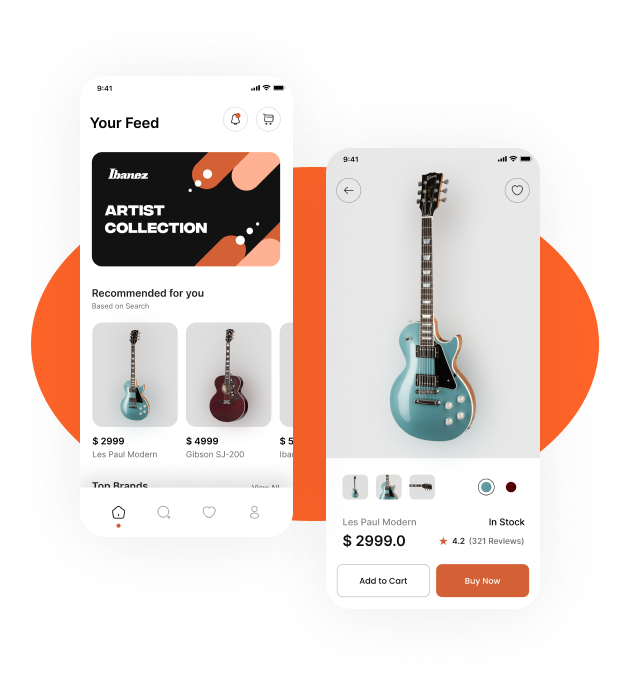 9:41
Your Feed
Ibanez
ARTIST
COLLECTION
Recommended for you
Based on Search
$ 2999
Les Paul Modern
$ 4999
Gibson SJ-200
$ 5
Iba
Top Brands
View All
9:41
Les Paul Modern
In Stock
$ 2999.0
4.2 (321 Reviews)
Add to Cart
Buy Now